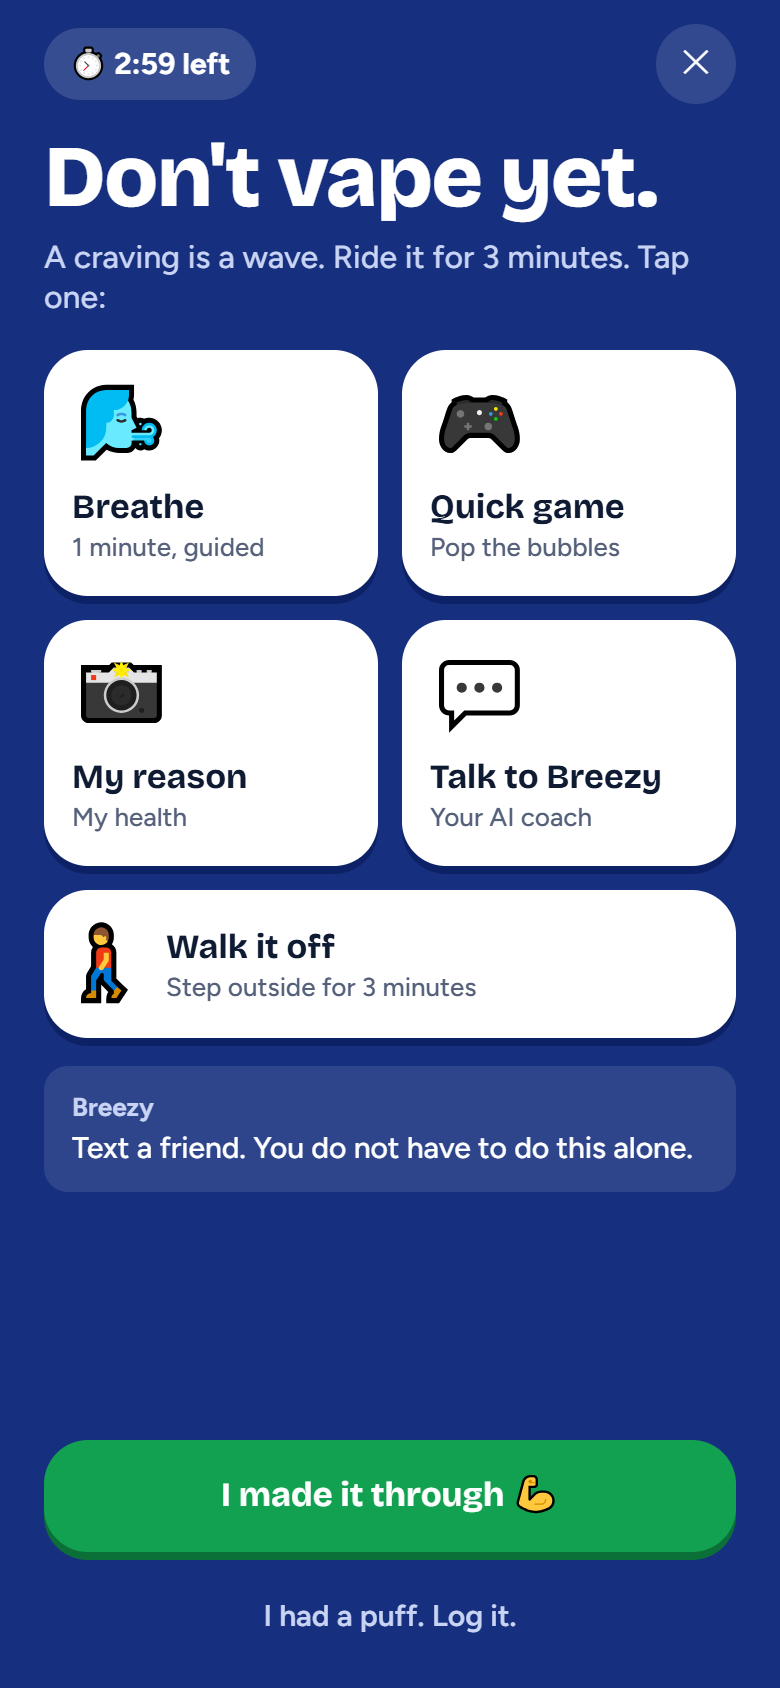 2:59 left
Don't vape yet.
A craving is a wave. Ride it for 3 minutes. Tap
one:
Breathe
1 minute, guided
Quick game
Pop the bubbles
My reason
My health
Talk to Breezy
Your AI coach
Walk it off
Step outside for 3 minutes
Breezy
Text a friend. You do not have to do this alone.
I made it through 💪
I had a puff. Log it.